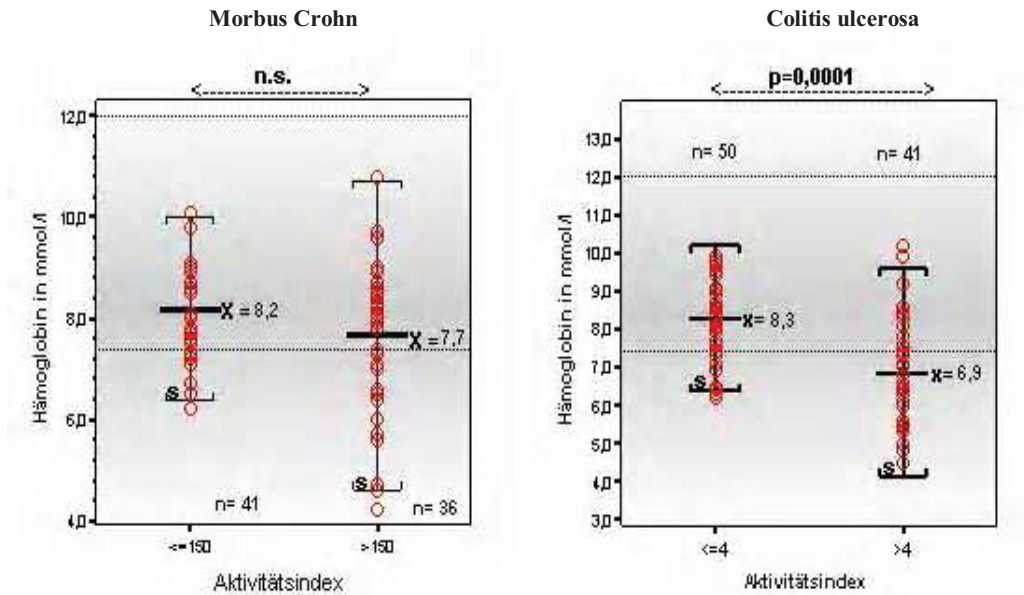 Morbus Crohn
n.s.
12,0
10,0
8,0
6,0
4,0
Hämoglobin in mmol/l
X = 8,2
X = 7,7
s
s
n= 41
n= 36
<=150
>150
Aktivitätsindex
Colitis ulcerosa
p=0,0001
13,0
12,0
11,0
10,0
9,0
8,0
7,0
6,0
5,0
4,0
3,0
Hämoglobin in mmol/l
n= 50
n= 41
x= 8,3
x= 6,9
s
s
<=4
>4
Aktivitätsindex